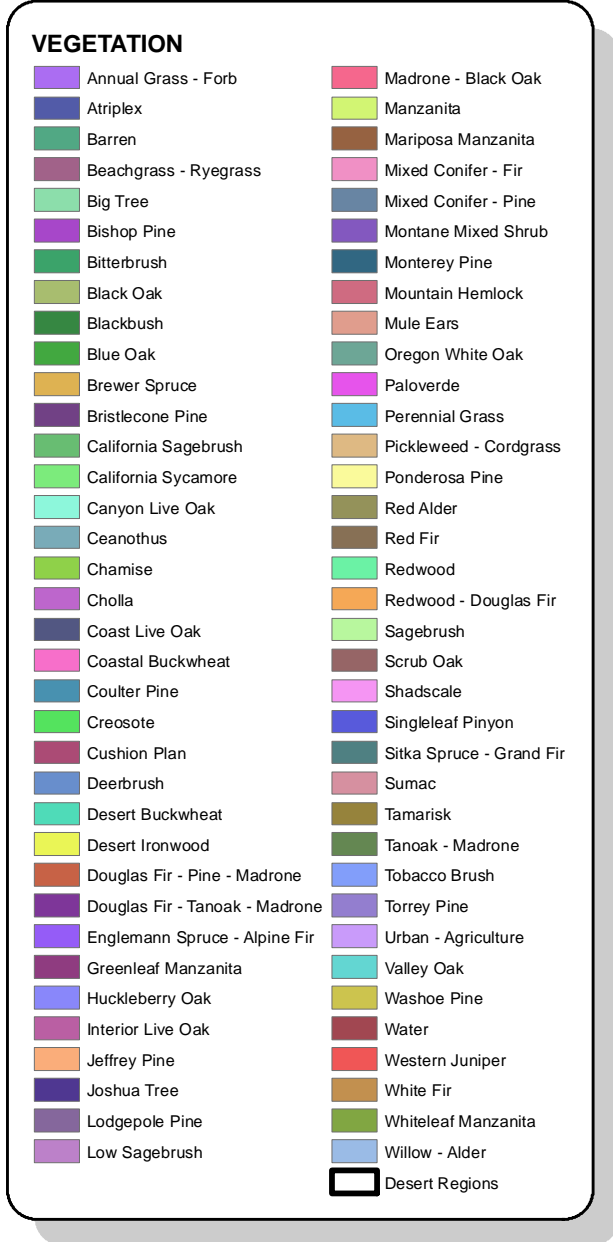 VEGETATION
Annual Grass - Forb
Atriplex
Barren
Beachgrass - Ryegrass
Big Tree
Bishop Pine
Bitterbrush
Black Oak
Blackbush
Blue Oak
Brewer Spruce
Bristlecone Pine
California Sagebrush
California Sycamore
Canyon Live Oak
Ceanothus
Chamise
Cholla
Coast Live Oak
Coastal Buckwheat
Coulter Pine
Creosote
Cushion Plan
Deerbrush
Desert Buckwheat
Desert Ironwood
Douglas Fir - Pine - Madrone
Douglas Fir - Tanoak - Madrone
Englemann Spruce - Alpine Fir
Greenleaf Manzanita
Huckleberry Oak
Interior Live Oak
Jeffrey Pine
Joshua Tree
Lodgepole Pine
Low Sagebrush
Madrone - Black Oak
Manzanita
Mariposa Manzanita
Mixed Conifer - Fir
Mixed Conifer - Pine
Montane Mixed Shrub
Monterey Pine
Mountain Hemlock
Mule Ears
Oregon White Oak
Paloverde
Perennial Grass
Pickleweed - Cordgrass
Ponderosa Pine
Red Alder
Red Fir
Redwood
Redwood - Douglas Fir
Sagebrush
Scrub Oak
Shadscale
Singleleaf Pinyon
Sitka Spruce - Grand Fir
Sumac
Tamarisk
Tanoak - Madrone
Tobacco Brush
Torrey Pine
Urban - Agriculture
Valley Oak
Washoe Pine
Water
Western Juniper
White Fir
Whiteleaf Manzanita
Willow - Alder
Desert Regions